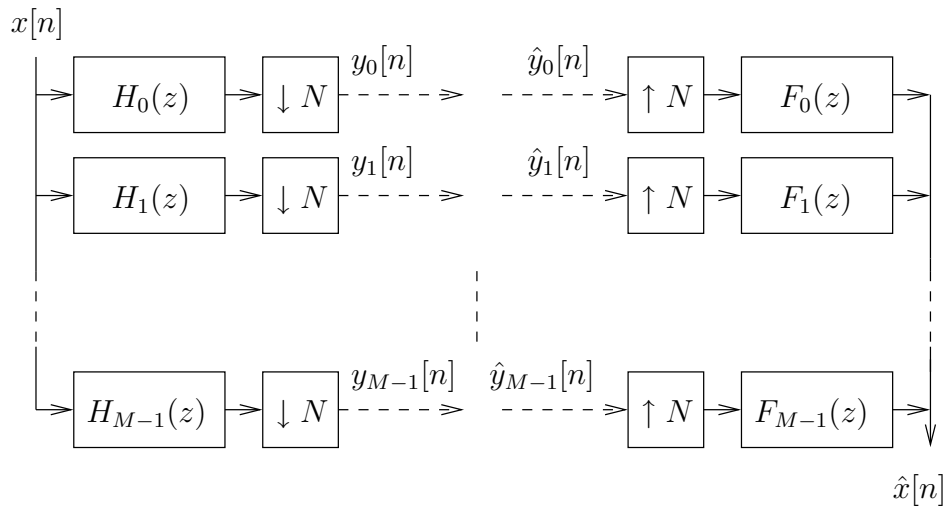 x[n]
H_0(z) ↓ N y_0[n] ŷ_0[n] ↑ N F_0(z)
H_1(z) ↓ N y_1[n] ŷ_1[n] ↑ N F_1(z)
H_{M−1}(z) ↓ N y_{M−1}[n] ŷ_{M−1}[n] ↑ N F_{M−1}(z)
x̂[n]